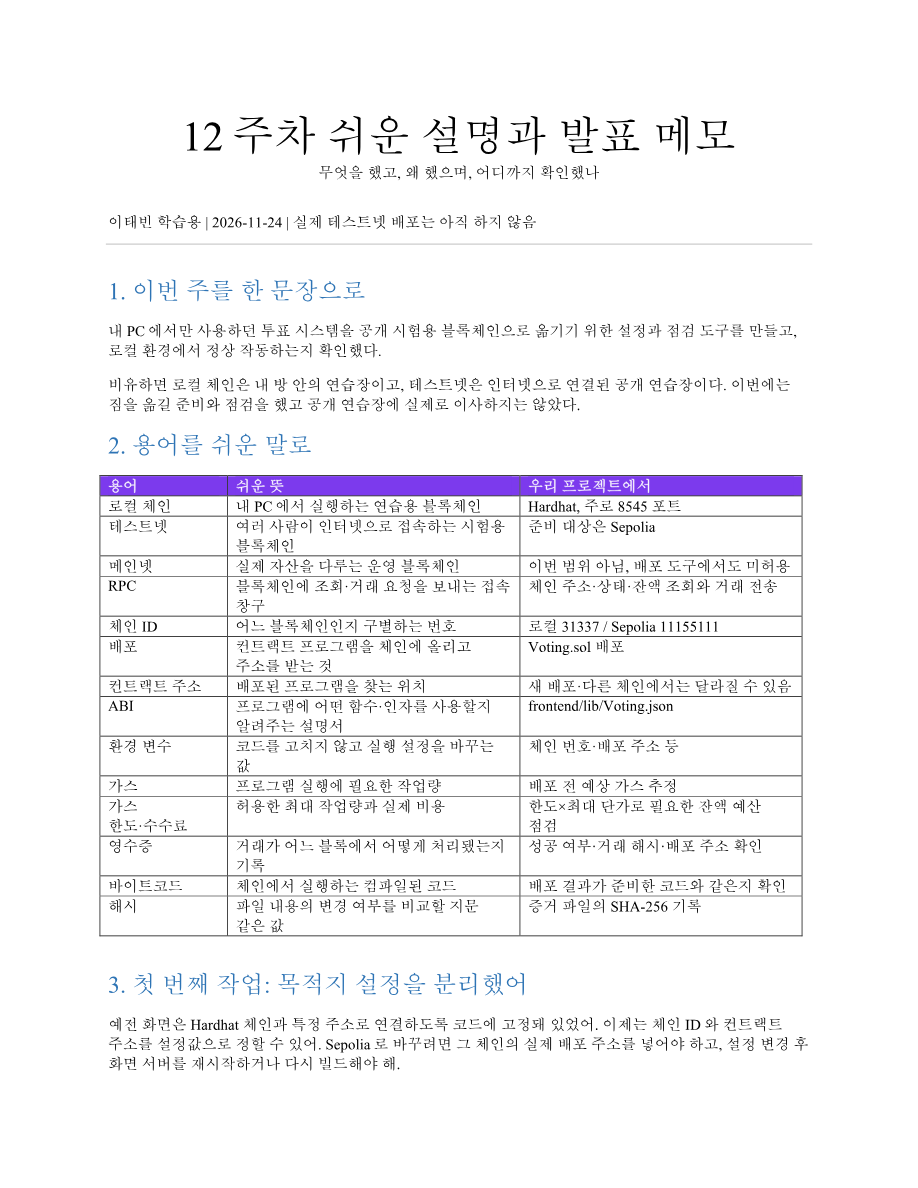 12 주차 쉬운 설명과 발표 메모
무엇을 했고, 왜 했으며, 어디까지 확인했나
이태빈 학습용 | 2026-11-24 | 실제 테스트넷 배포는 아직 하지 않음
1. 이번 주를 한 문장으로
내 PC 에서만 사용하던 투표 시스템을 공개 시험용 블록체인으로 옮기기 위한 설정과 점검 도구를 만들고,
로컬 환경에서 정상 작동하는지 확인했다.
비유하면 로컬 체인은 내 방 안의 연습장이고, 테스트넷은 인터넷으로 연결된 공개 연습장이다. 이번에는
짐을 옮길 준비와 점검을 했고 공개 연습장에 실제로 이사하지는 않았다.
2. 용어를 쉬운 말로
용어 쉬운 뜻 우리 프로젝트에서
로컬 체인 내 PC 에서 실행하는 연습용 블록체인 Hardhat, 주로 8545 포트
테스트넷 여러 사람이 인터넷으로 접속하는 시험용 준비 대상은 Sepolia
블록체인
메인넷 실제 자산을 다루는 운영 블록체인 이번 범위 아님, 배포 도구에서도 미허용
RPC 블록체인에 조회·거래 요청을 보내는 접속 체인 주소·상태·잔액 조회와 거래 전송
창구
체인 ID 어느 블록체인인지 구별하는 번호 로컬 31337 / Sepolia 11155111
배포 컨트랙트 프로그램을 체인에 올리고 Voting.sol 배포
주소를 받는 것
컨트랙트 주소 배포된 프로그램을 찾는 위치 새 배포·다른 체인에서는 달라질 수 있음
ABI 프로그램에 어떤 함수·인자를 사용할지 frontend/lib/Voting.json
알려주는 설명서
환경 변수 코드를 고치지 않고 실행 설정을 바꾸는 체인 번호·배포 주소 등
값
가스 프로그램 실행에 필요한 작업량 배포 전 예상 가스 추정
가스 허용한 최대 작업량과 실제 비용 한도×최대 단가로 필요한 잔액 예산
한도·수수료 점검
영수증 거래가 어느 블록에서 어떻게 처리됐는지 성공 여부·거래 해시·배포 주소 확인
기록
바이트코드 체인에서 실행하는 컴파일된 코드 배포 결과가 준비한 코드와 같은지 확인
해시 파일 내용의 변경 여부를 비교할 지문 증거 파일의 SHA-256 기록
같은 값
3. 첫 번째 작업: 목적지 설정을 분리했어
예전 화면은 Hardhat 체인과 특정 주소로 연결하도록 코드에 고정돼 있었어. 이제는 체인 ID 와 컨트랙트
주소를 설정값으로 정할 수 있어. Sepolia 로 바꾸려면 그 체인의 실제 배포 주소를 넣어야 하고, 설정 변경 후
화면 서버를 재시작하거나 다시 빌드해야 해.